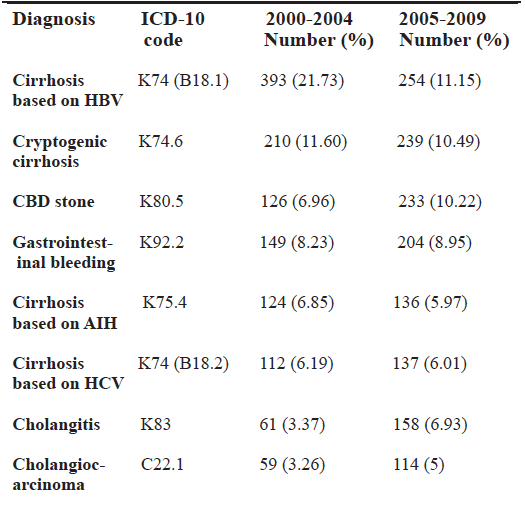 Diagnosis ICD-10 2000-2004 2005-2009
code Number (%) Number (%)
Cirrhosis K74 (B18.1) 393 (21.73) 254 (11.15)
based on HBV
Cryptogenic K74.6 210 (11.60) 239 (10.49)
cirrhosis
CBD stone K80.5 126 (6.96) 233 (10.22)
Gastrointest- K92.2 149 (8.23) 204 (8.95)
inal bleeding
Cirrhosis K75.4 124 (6.85) 136 (5.97)
based on AIH
Cirrhosis K74 (B18.2) 112 (6.19) 137 (6.01)
based on HCV
Cholangitis K83 61 (3.37) 158 (6.93)
Cholangioc- C22.1 59 (3.26) 114 (5)
arcinoma